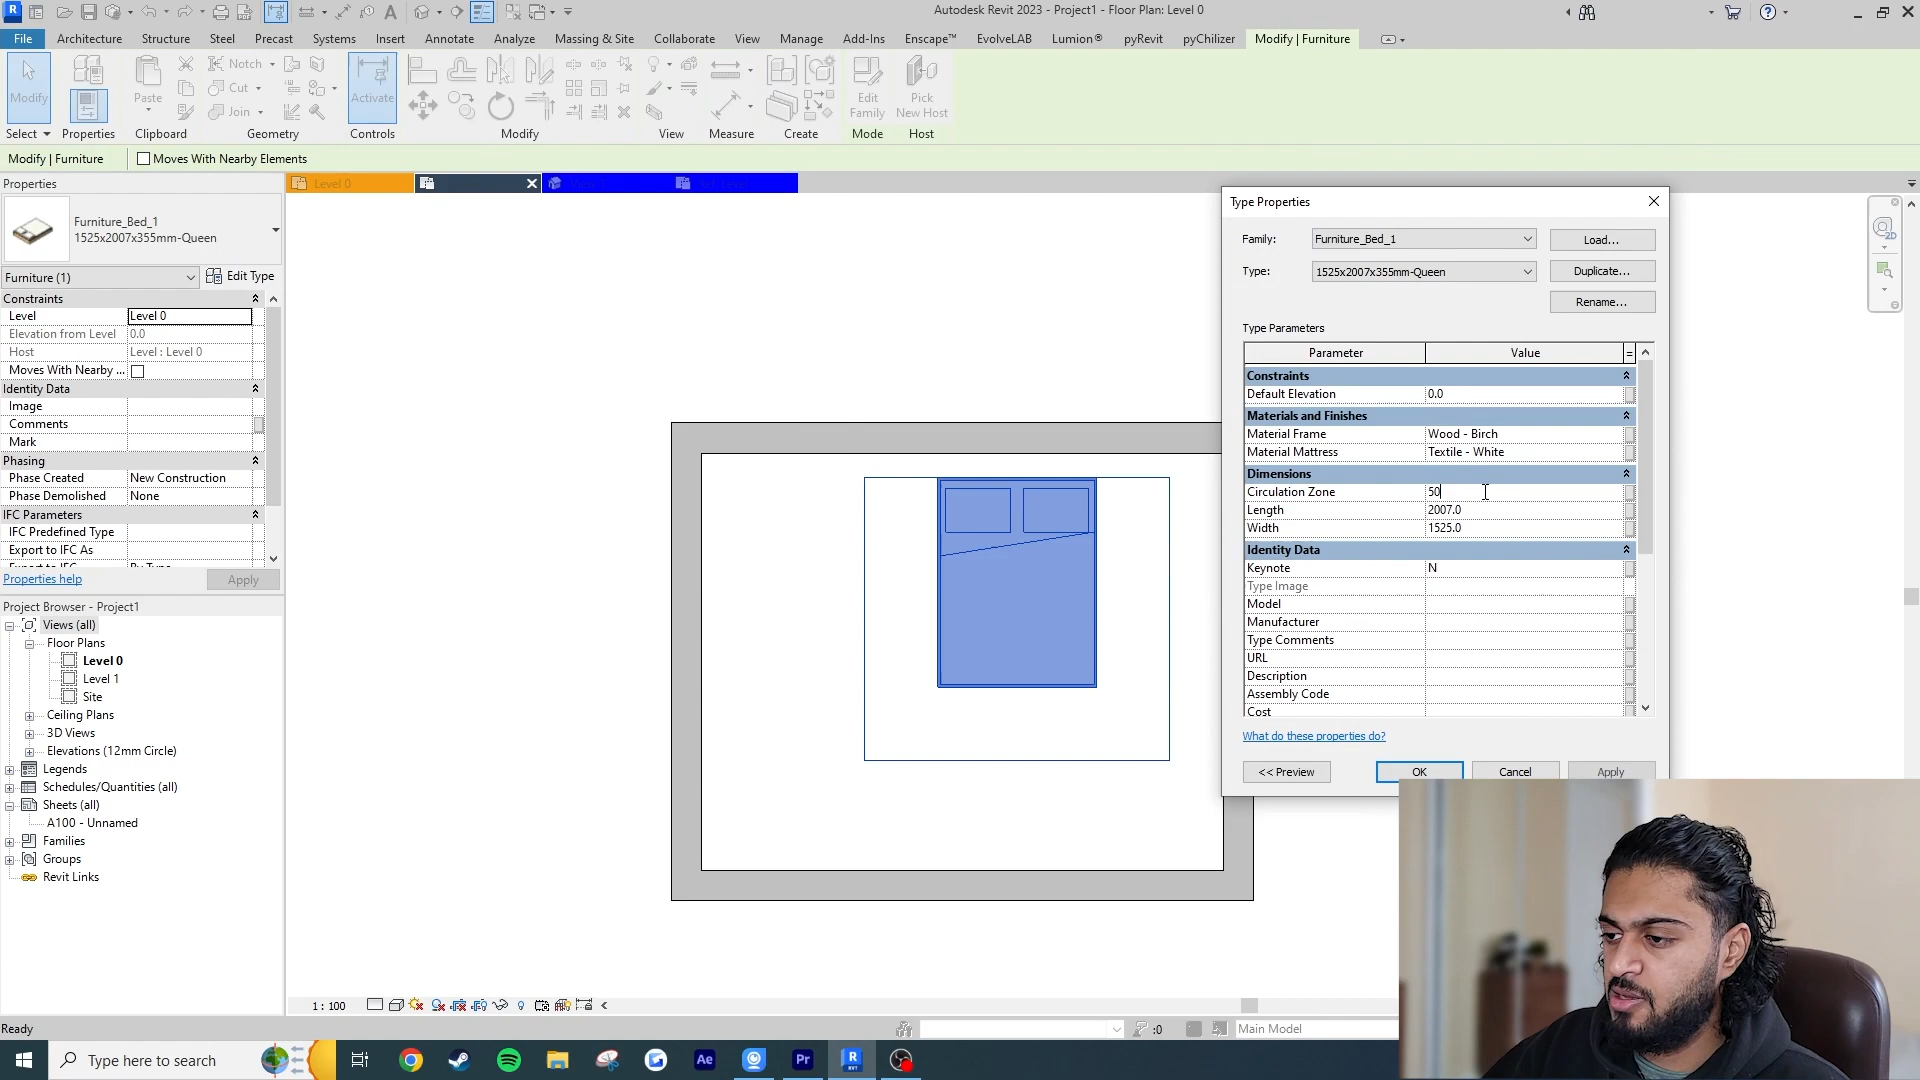 Autodesk Revit 2023 - Project1 - Floor Plan: Level 0
File Architecture Structure Steel Precast Systems Insert Annotate Analyze Massing & Site Collaborate View Manage Add-Ins Enscape™ EvolveLAB Lumion® pyRevit pyChilizer Modify | Furniture
Modify Paste Notch Cut Join Activate Edit Family Pick New Host
Select Properties Clipboard Geometry Controls Modify View Measure Create Mode Host
Modify | Furniture Moves With Nearby Elements
Properties
Level 0
Furniture_Bed_1
1525x2007x355mm-Queen
Furniture (1) Edit Type
Constraints
Level Level 0
Elevation from Level 0.0
Host Level : Level 0
Moves With Nearby ...
Identity Data
Image
Comments
Mark
Phasing
Phase Created New Construction
Phase Demolished None
IFC Parameters
IFC Predefined Type
Export to IFC As
Export to IFC By Type
Properties help Apply
Project Browser - Project1
Views (all)
Floor Plans
Level 0
Level 1
Site
Ceiling Plans
3D Views
Elevations (12mm Circle)
Legends
Schedules/Quantities (all)
Sheets (all)
A100 - Unnamed
Families
Groups
Revit Links
Type Properties
Family: Furniture_Bed_1 Load...
Type: 1525x2007x355mm-Queen Duplicate...
Rename...
Type Parameters
Parameter Value =
Constraints
Default Elevation 0.0
Materials and Finishes
Material Frame Wood - Birch
Material Mattress Textile - White
Dimensions
Circulation Zone 50
Length 2007.0
Width 1525.0
Identity Data
Keynote N
Type Image
Model
Manufacturer
Type Comments
URL
Description
Assembly Code
Cost
What do these properties do?
<< Preview OK Cancel Apply
2D
1 : 100
Ready :0 Main Model
Type here to search